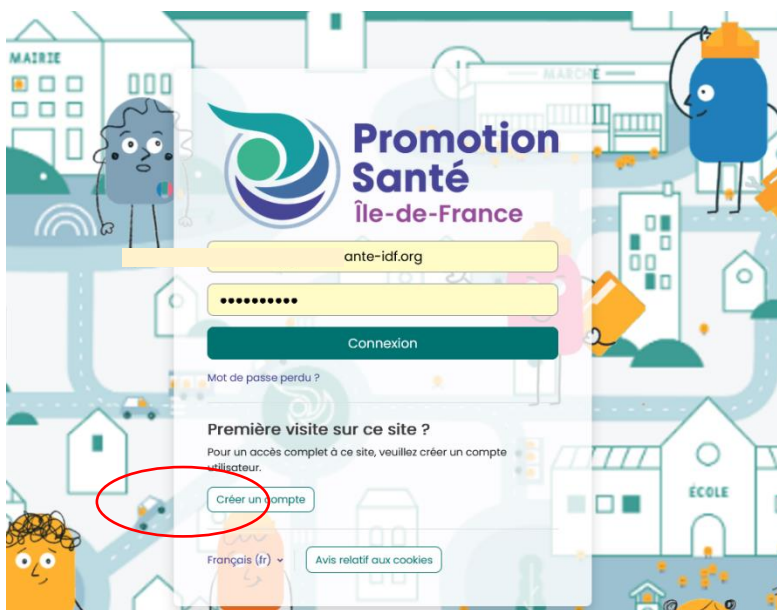 MAIRIE
MARCHÉ
Promotion
Santé
Île-de-France
ante-idf.org
Connexion
Mot de passe perdu ?
Première visite sur ce site ?
Pour un accès complet à ce site, veuillez créer un compte
utilisateur.
Créer un compte
ÉCOLE
Français (fr)
Avis relatif aux cookies